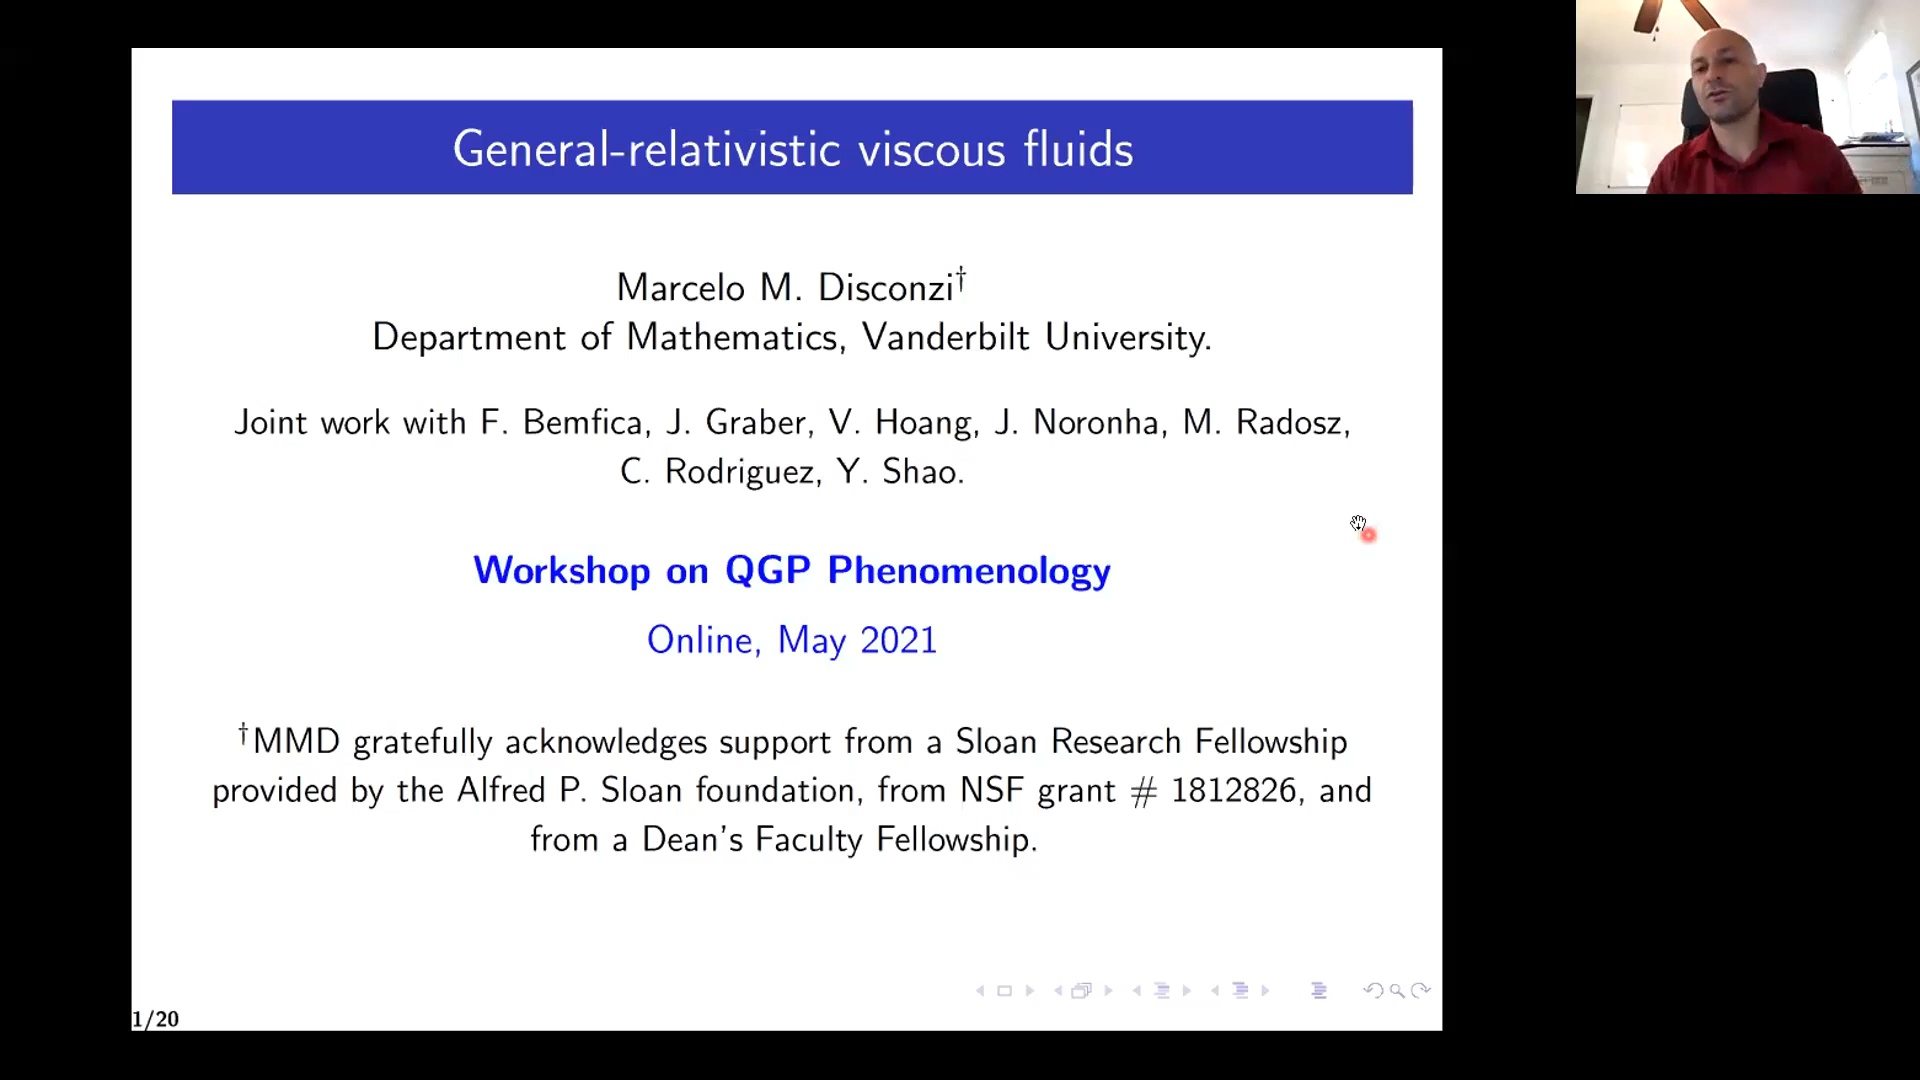 General-relativistic viscous fluids
Marcelo M. Disconzi†
Department of Mathematics, Vanderbilt University.
Joint work with F. Bemfica, J. Graber, V. Hoang, J. Noronha, M. Radosz,
C. Rodriguez, Y. Shao.
Workshop on QGP Phenomenology
Online, May 2021
†MMD gratefully acknowledges support from a Sloan Research Fellowship
provided by the Alfred P. Sloan foundation, from NSF grant # 1812826, and
from a Dean's Faculty Fellowship.
1/20